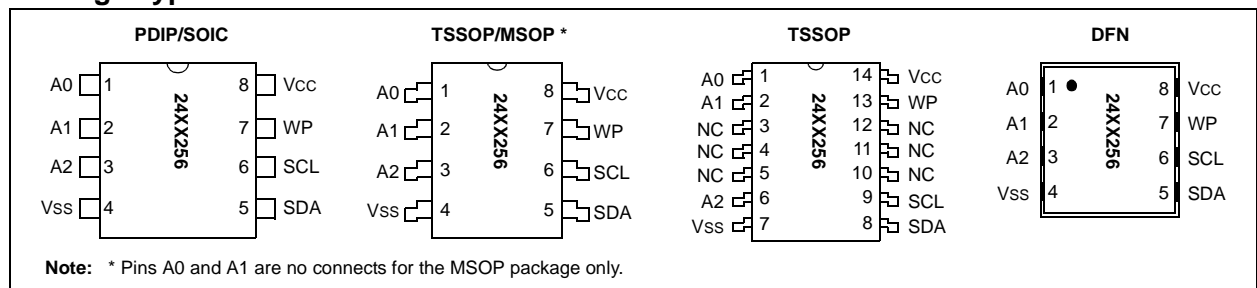 PDIP/SOIC
A0 1 8 VCC
A1 2 7 WP
A2 3 6 SCL
VSS 4 5 SDA
24XX256
TSSOP/MSOP *
A0 1 8 VCC
A1 2 7 WP
A2 3 6 SCL
VSS 4 5 SDA
24XX256
TSSOP
A0 1 14 VCC
A1 2 13 WP
NC 3 12 NC
NC 4 11 NC
NC 5 10 NC
A2 6 9 SCL
VSS 7 8 SDA
24XX256
DFN
A0 1 8 VCC
A1 2 7 WP
A2 3 6 SCL
VSS 4 5 SDA
24XX256
Note: * Pins A0 and A1 are no connects for the MSOP package only.